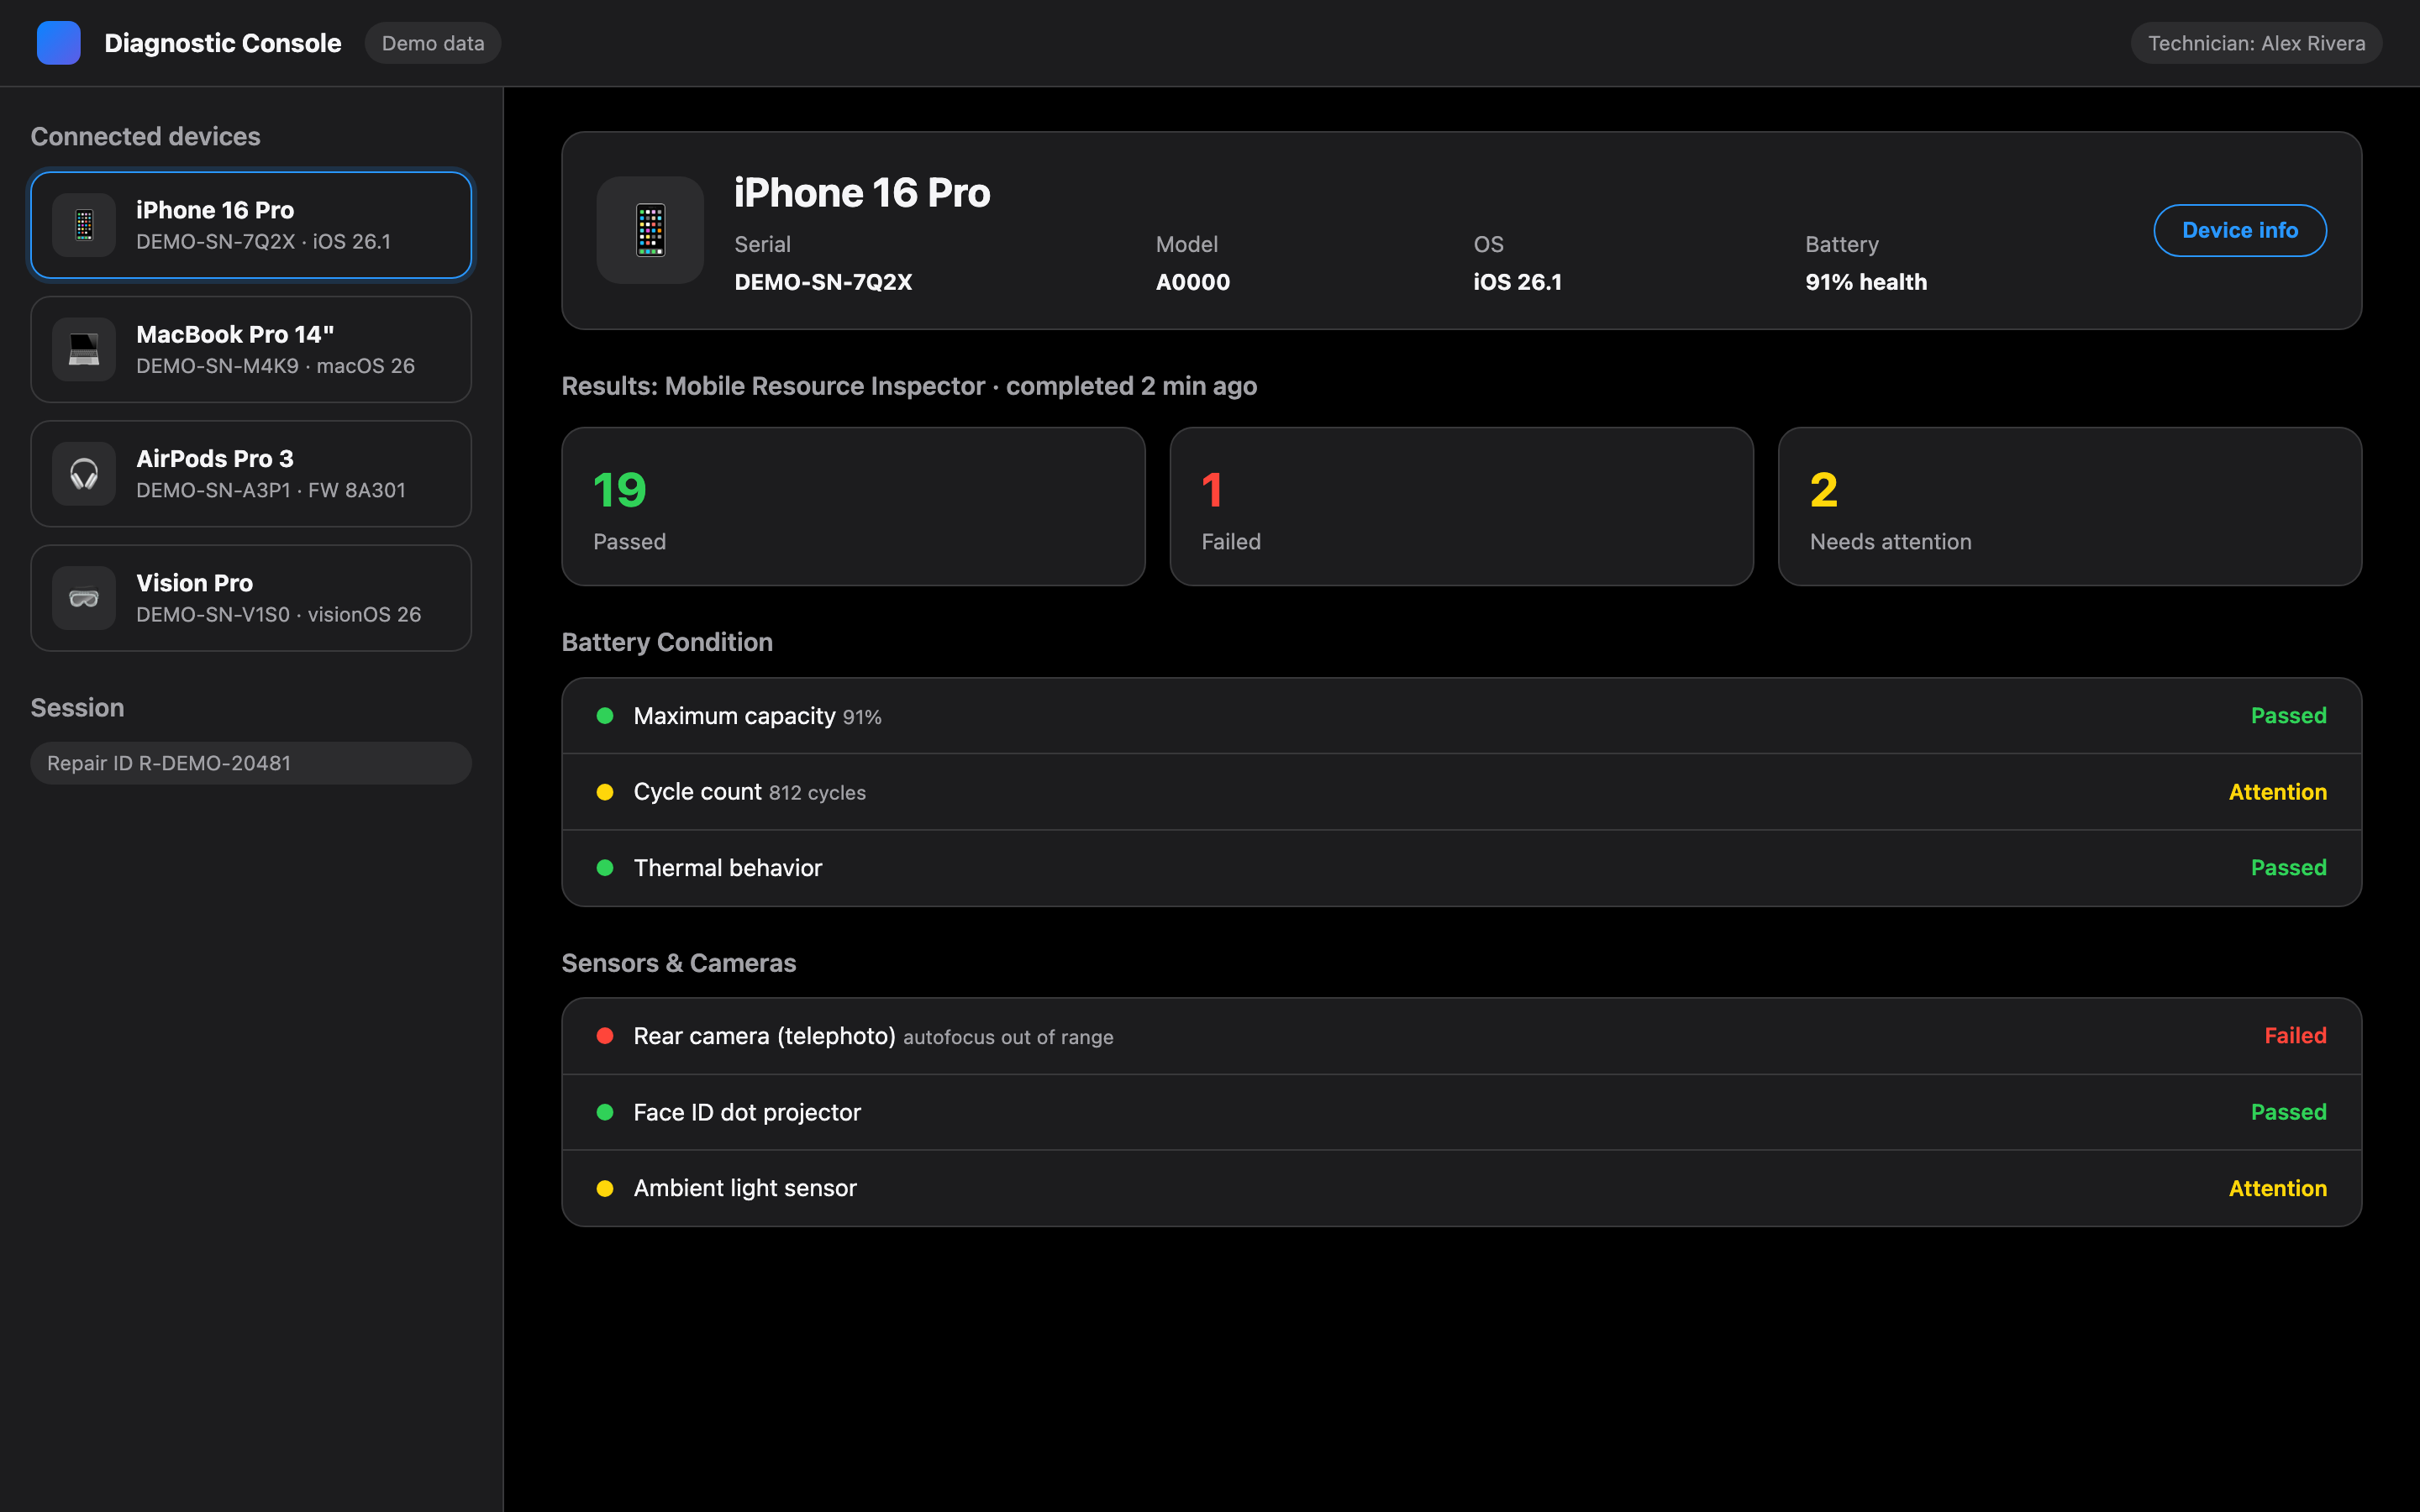 Diagnostic Console
Demo data
Technician: Alex Rivera
Connected devices
iPhone 16 Pro
DEMO-SN-7Q2X · iOS 26.1
MacBook Pro 14"
DEMO-SN-M4K9 · macOS 26
AirPods Pro 3
DEMO-SN-A3P1 · FW 8A301
Vision Pro
DEMO-SN-V1S0 · visionOS 26
Session
Repair ID R-DEMO-20481
iPhone 16 Pro
Serial
DEMO-SN-7Q2X
Model
A0000
OS
iOS 26.1
Battery
91% health
Device info
Results: Mobile Resource Inspector · completed 2 min ago
19
Passed
1
Failed
2
Needs attention
Battery Condition
Maximum capacity 91%
Passed
Cycle count 812 cycles
Attention
Thermal behavior
Passed
Sensors & Cameras
Rear camera (telephoto) autofocus out of range
Failed
Face ID dot projector
Passed
Ambient light sensor
Attention